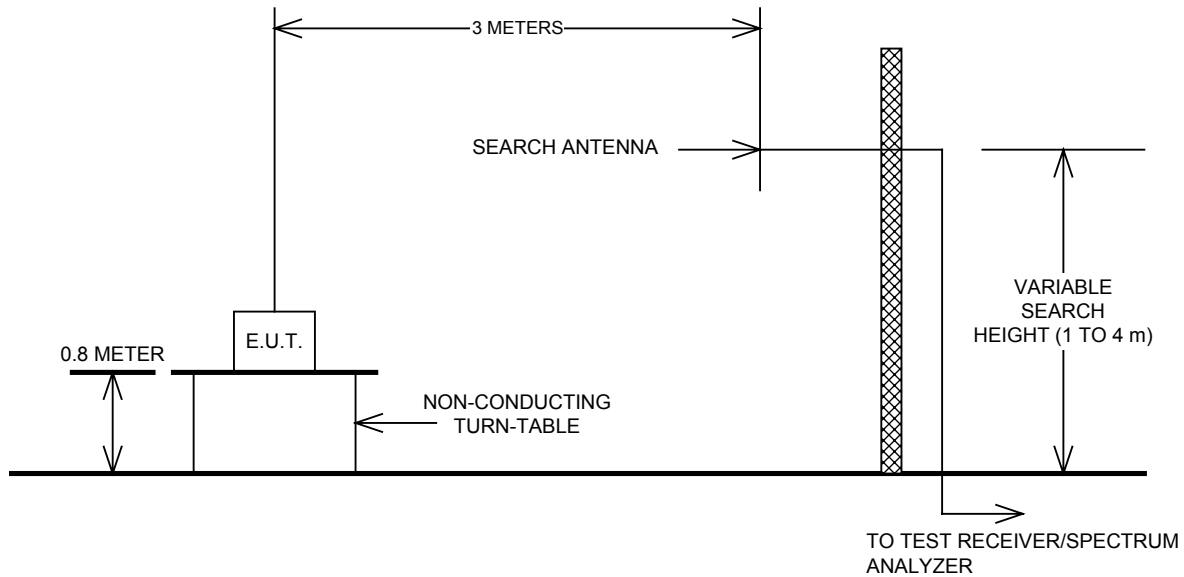 3 METERS
SEARCH ANTENNA
VARIABLE
SEARCH
HEIGHT (1 TO 4 m)
E.U.T.
0.8 METER
NON-CONDUCTING
TURN-TABLE
TO TEST RECEIVER/SPECTRUM
ANALYZER